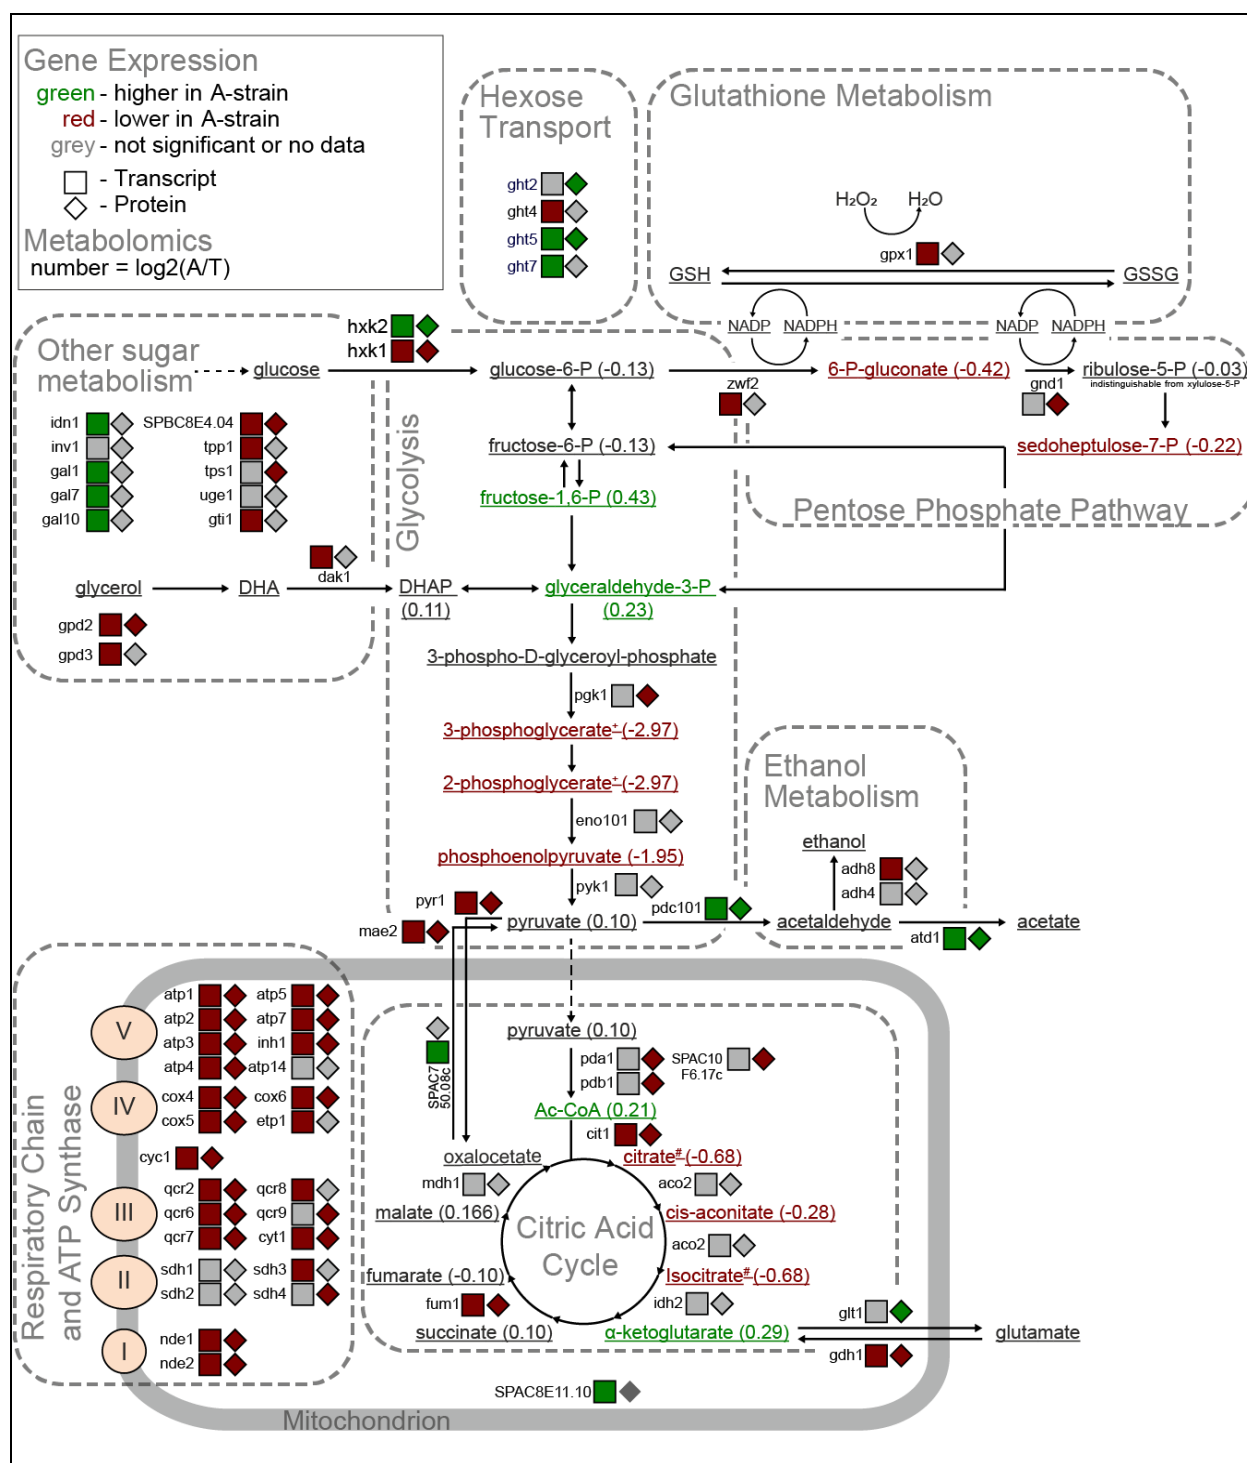 Gene Expression
green - higher in A-strain
red - lower in A-strain
grey - not significant or no data
- Transcript
- Protein
Metabolomics
number = log2(A/T)
Hexose
Transport
ght2
ght4
ght5
ght7
Glutathione Metabolism
H₂O₂
H₂O
gpx1
GSH
GSSG
NADP
NADPH
NADP
NADPH
Other sugar
metabolism
hxk2
hxk1
glucose
glucose-6-P (-0.13)
zwf2
6-P-gluconate (-0.42)
gnd1
ribulose-5-P (-0.03)
indistinguishable from xylulose-5-P
sedoheptulose-7-P (-0.22)
Pentose Phosphate Pathway
idn1
inv1
gal1
gal7
gal10
SPBC8E4.04
tpp1
tps1
uge1
gti1
Glycolysis
fructose-6-P (-0.13)
fructose-1,6-P (0.43)
dak1
glycerol
DHA
DHAP
(0.11)
glyceraldehyde-3-P
(0.23)
gpd2
gpd3
3-phospho-D-glyceroyl-phosphate
pgk1
3-phosphoglycerate⁺ (-2.97)
2-phosphoglycerate⁺ (-2.97)
eno101
phosphoenolpyruvate (-1.95)
pyk1
pyr1
mae2
pyruvate (0.10)
pdc101
Ethanol
Metabolism
ethanol
adh8
adh4
acetaldehyde
atd1
acetate
Respiratory Chain
and ATP Synthase
V
atp1
atp2
atp3
atp4
atp5
atp7
inh1
atp14
IV
cox4
cox5
cox6
etp1
cyc1
III
qcr2
qcr6
qcr7
qcr8
qcr9
cyt1
II
sdh1
sdh2
sdh3
sdh4
I
nde1
nde2
SPAC7
50.08c
pyruvate (0.10)
pda1
pdb1
SPAC10
F6.17c
Ac-CoA (0.21)
cit1
oxalocetate
citrate# (-0.68)
mdh1
aco2
malate (0.166)
cis-aconitate (-0.28)
Citric Acid
Cycle
aco2
fumarate (-0.10)
Isocitrate# (-0.68)
fum1
idh2
succinate (0.10)
α-ketoglutarate (0.29)
glt1
gdh1
glutamate
SPAC8E11.10
Mitochondrion